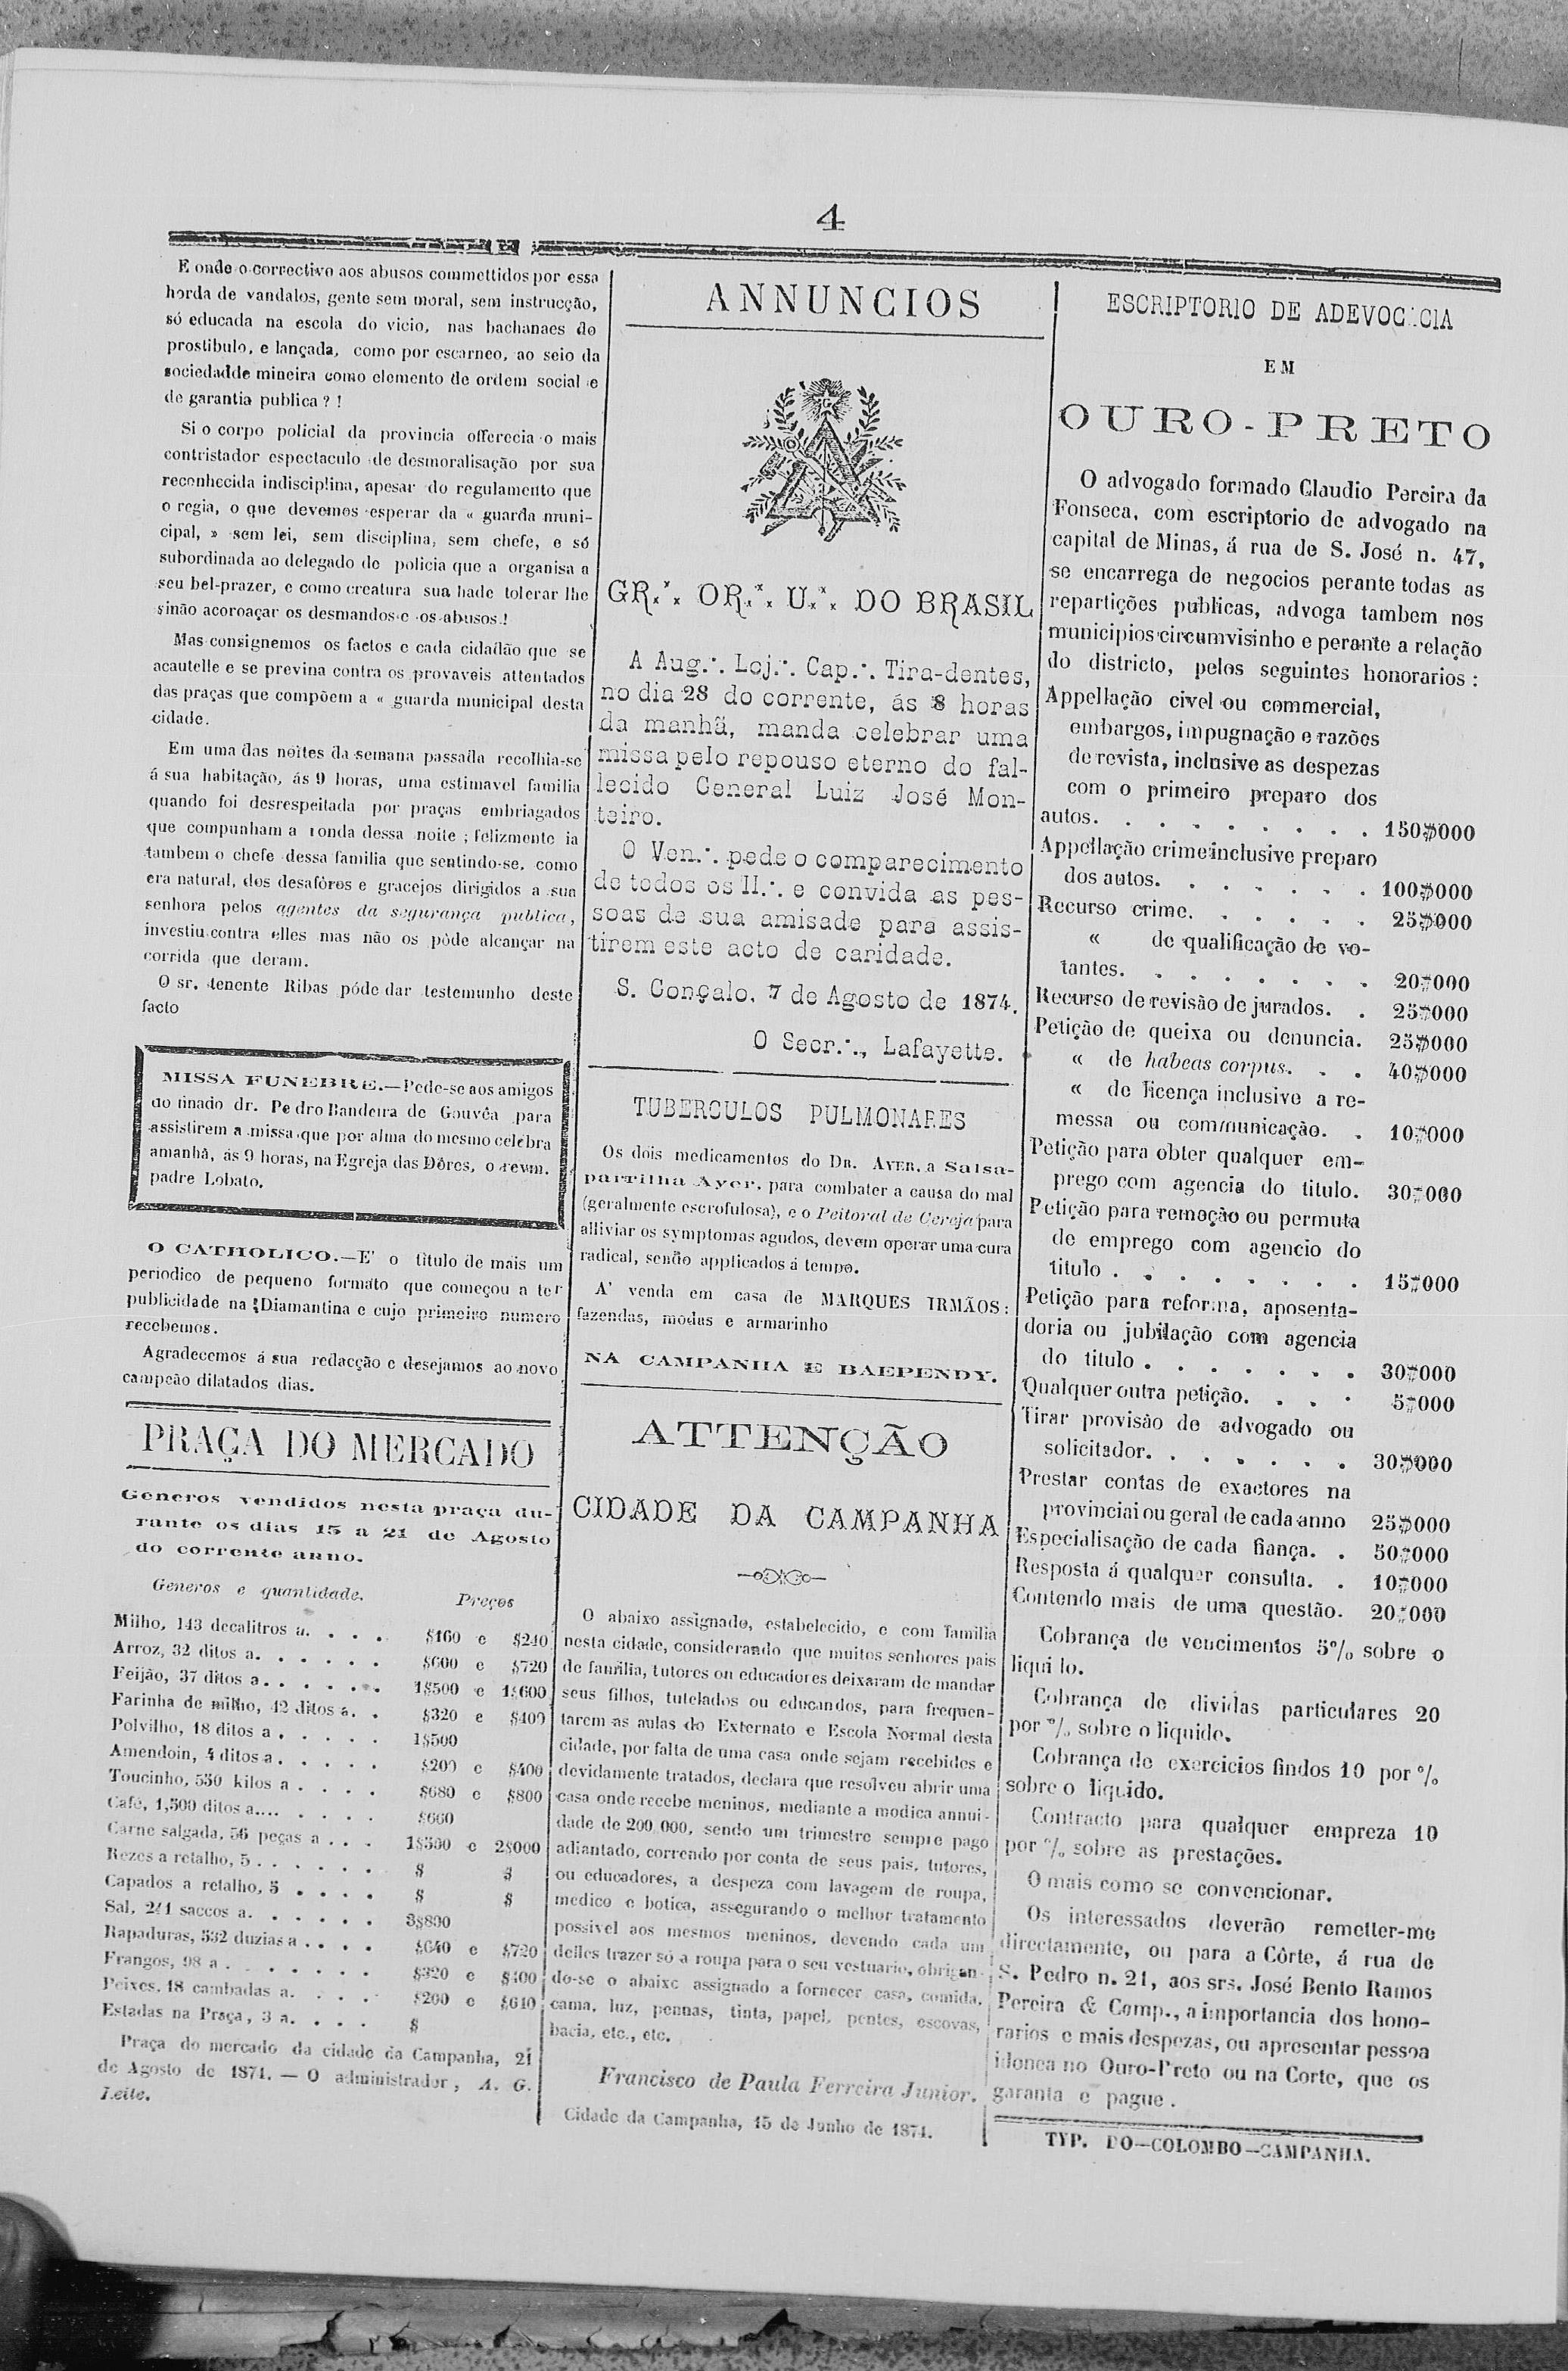 4
E onde o correctivo aos abusos commettidos por essa
horda de vandalos, gente sem moral, sem instrucção,
só educada na escola do vicio, nas bachanaes do
prostibulo, e lançada, como por escarneo, ao seio da
sociedadde mineira como elemento de ordem social e
de garantia publica ? !
Si o corpo policial da provincia offerecia o mais
contristador espectaculo de desmoralisação por sua
reconhecida indisciplina, apesar do regulamento que
o regia, o que devemos esperar da « guarda muni-
cipal, » sem lei, sem disciplina, sem chefe, e só
subordinada ao delegado de policia que a organisa a
seu bel-prazer, e como creatura sua hade tolerar lhe
sinão acoroaçar os desmandos e os abusos !
Mas consignemos os factos e cada cidadão que se
acautelle e se previna contra os provaveis attentados
das praças que compõem a « guarda municipal desta
cidade.
Em uma das noites da semana passada recolhia-se
á sua habitação, ás 9 horas, uma estimavel familia
quando foi desrespeitada por praças embriagados
que compunham a ronda dessa noite ; felizmente ia
tambem o chefe dessa familia que sentindo-se, como
era natural, dos desafóros e gracejos dirigidos a sua
senhora pelos agentes da segurança publica,
investiu contra elles mas não os pôde alcançar na
corrida que deram.
O sr. tenente Ribas póde dar testemunho deste
facto
MISSA FUNEBRE.—Pede-se aos amigos
do finado dr. Pedro Bandeira de Gouvêa para
assistirem a missa que por alma do mesmo celebra
amanhã, ás 9 horas, na Egreja das Dôres, o revm.
padre Lobato.
O CATHOLICO.—E' o titulo de mais um
periodico de pequeno formato que começou a ter
publicidade na Diamantina e cujo primeiro numero
recebemos.
Agradecemos á sua redacção e desejamos ao novo
campeão dilatados dias.
PRAÇA DO MERCADO
Generos vendidos nesta praça du-
rante os dias 15 a 21 de Agosto
do corrente anno.
Generos e quantidade. Preços
Milho, 143 decalitros a. . . . $160 e $240
Arroz, 32 ditos a. . . . . . $600 e $720
Feijão, 37 ditos a. . . . . . 1$500 e 1$600
Farinha de milho, 42 ditos a. . $320 e $400
Polvilho, 18 ditos a . . . . . 1$500
Amendoin, 4 ditos a . . . . . $200 e $400
Toucinho, 550 kilos a . . . . $680 e $800
Café, 1,500 ditos a.... . . . . $660
Carne salgada, 56 peças a . . . 1$500 e 2$000
Rezes a retalho, 5 . . . . . . $ $
Capados a retalho, 5 . . . . $ $
Sal, 241 saccos a. . . . . . 3$800
Rapaduras, 532 duzias a . . . . $640 e $720
Frangos, 98 a . . . . . . . $320 e $400
Peixes, 18 cambadas a. . . . $200 e $640
Estadas na Praça, 3 a. . . . $
Praça do mercado da cidade da Campanha, 21
de Agosto de 1874. — O administrador, A. G.
Leite.
ANNUNCIOS
G
GR.·. OR.·. U.·. DO BRASIL
A Aug.·. Loj.·. Cap.·. Tira-dentes,
no dia 28 do corrente, ás 8 horas
da manhã, manda celebrar uma
missa pelo repouso eterno do fal-
lecido General Luiz José Mon-
teiro.
O Ven.·. pede o comparecimento
de todos os II.·. e convida as pes-
soas de sua amisade para assis-
tirem este acto de caridade.
S. Gonçalo, 7 de Agosto de 1874.
O Secr.·., Lafayette.
TUBERCULOS PULMONARES
Os dois medicamentos do DR. AYER, a Salsa-
parrilha Ayer, para combater a causa do mal
(geralmente escrofulosa), e o Peitoral de Cereja para
alliviar os symptomas agudos, devem operar uma cura
radical, sendo applicados á tempo.
A' venda em casa de MARQUES IRMÃOS:
fazendas, modas e armarinho
NA CAMPANHA E BAEPENDY.
ATTENÇÃO
CIDADE DA CAMPANHA
O abaixo assignado, estabelecido, e com familia
nesta cidade, considerando que muitos senhores pais
de familia, tutores ou educadores deixaram de mandar
seus filhos, tutelados ou educandos, para frequen-
tarem as aulas do Externato e Escola Normal desta
cidade, por falta de uma casa onde sejam recebidos e
devidamente tratados, declara que resolveu abrir uma
casa onde recebe meninos, mediante a modica annui-
dade de 200,000, sendo um trimestre sempre pago
adiantado, correndo por conta de seus pais, tutores,
ou educadores, a despeza com lavagem de roupa,
medico e botica, assegurando o melhor tratamento
possivel aos mesmos meninos, devendo cada um
delles trazer só a roupa para o seu vestuario, obrigan-
do-se o abaixo assignado a fornecer casa, comida,
cama, luz, pennas, tinta, papel, pentes, escovas,
bacia, etc., etc.
Francisco de Paula Ferreira Junior.
Cidade da Campanha, 15 de Junho de 1874.
ESCRIPTORIO DE ADEVOCACIA
EM
OURO-PRETO
O advogado formado Claudio Pereira da
Fonseca, com escriptorio de advogado na
capital de Minas, á rua de S. José n. 47,
se encarrega de negocios perante todas as
repartições publicas, advoga tambem nos
municipios circumvisinho e perante a relação
do districto, pelos seguintes honorarios :
Appellação civel ou commercial,
embargos, impugnação e razões
de revista, inclusive as despezas
com o primeiro preparo dos
autos. . . . . . . . . . 150$000
Appellação crime inclusive preparo
dos autos. . . . . . . . 100$000
Recurso crime. . . . . . 25$000
« de qualificação de vo-
tantes. . . . . . . . 20$000
Recurso de revisão de jurados. . 25$000
Petição de queixa ou denuncia. 25$000
« de habeas corpus. . . 40$000
« de licença inclusive a re-
messa ou communicação. . 10$000
Petição para obter qualquer em-
prego com agencia do titulo. 30$000
Petição para remoção ou permuta
de emprego com agencio do
titulo . . . . . . . . 15$000
Petição para reforma, aposenta-
doria ou jubilação com agencia
do titulo . . . . . . . 30$000
Qualquer outra petição. . . . 5$000
Tirar provisão de advogado ou
solicitador. . . . . . . 30$000
Prestar contas de exactores na
provincial ou geral de cada anno 25$000
Especialisação de cada fiança. . 50$000
Resposta á qualquer consulta. . 10$000
Contendo mais de uma questão. 20$000
Cobrança de vencimentos 5% sobre o
liquido.
Cobrança de dividas particulares 20
por % sobre o liquido.
Cobrança de exercicios findos 10 por %
sobre o liquido.
Contracto para qualquer empreza 10
por % sobre as prestações.
O mais como se convencionar.
Os interessados deverão remetter-me
directamente, ou para a Côrte, á rua de
S. Pedro n. 21, aos srs. José Bento Ramos
Pereira & Comp., a importancia dos hono-
rarios e mais despezas, ou apresentar pessoa
idonea no Ouro-Preto ou na Corte, que os
garanta e pague.
TYP. DO—COLOMBO—CAMPANHA.